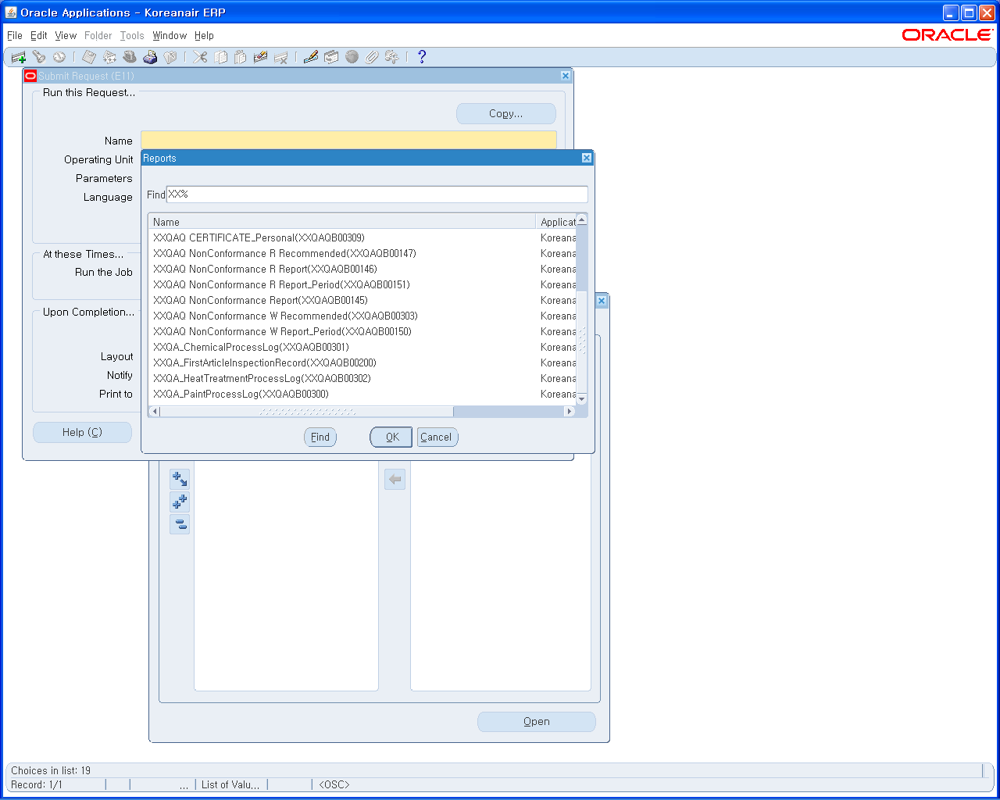 Oracle Applications - Koreanair ERP
File Edit View Folder Tools Window Help
ORACLE
Submit Request (E11)
Run this Request...
Copy...
Name
Operating Unit
Parameters
Language
At these Times...
Run the Job
Upon Completion...
Layout
Notify
Print to
Help (C)
Reports
Find XX%
Name Applicat
XXQAQ CERTIFICATE_Personal(XXQAQB00309) Koreana
XXQAQ NonConformance R Recommended(XXQAQB00147) Koreana
XXQAQ NonConformance R Report(XXQAQB00146) Koreana
XXQAQ NonConformance R Report_Period(XXQAQB00151) Koreana
XXQAQ NonConformance Report(XXQAQB00145) Koreana
XXQAQ NonConformance W Recommended(XXQAQB00303) Koreana
XXQAQ NonConformance W Report_Period(XXQAQB00150) Koreana
XXQA_ChemicalProcessLog(XXQAQB00301) Koreana
XXQA_FirstArticleInspectionRecord(XXQAQB00200) Koreana
XXQA_HeatTreatmentProcessLog(XXQAQB00302) Koreana
XXQA_PaintProcessLog(XXQAQB00300) Koreana
Find OK Cancel
Open
Choices in list: 19
Record: 1/1 ... List of Valu... <OSC>